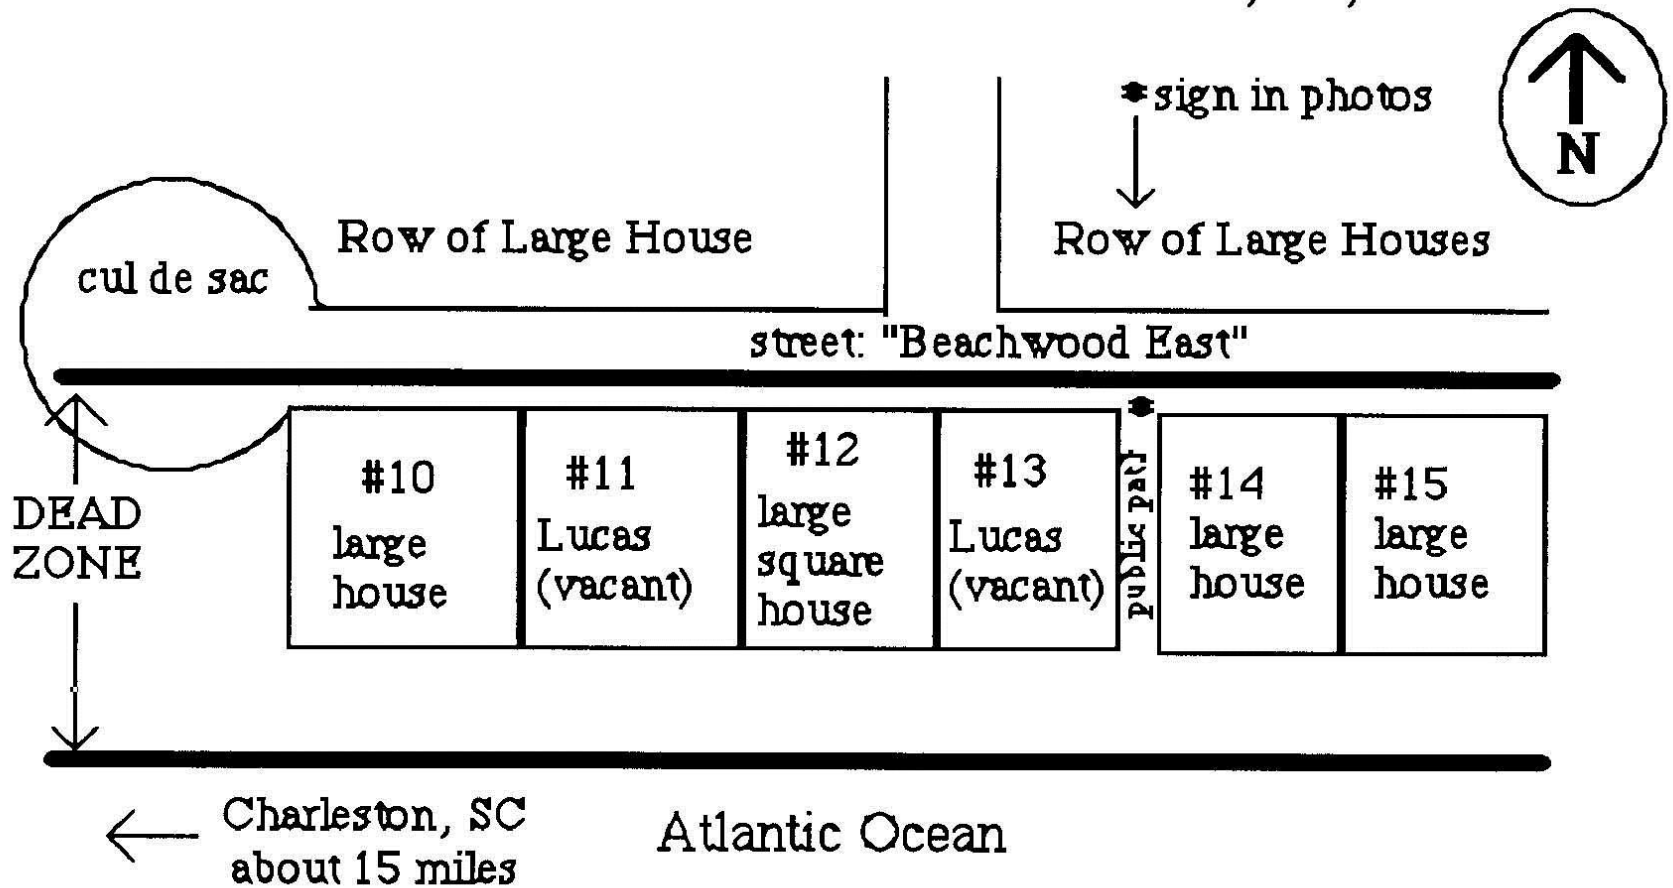 sign in photos
N
Row of Large House
Row of Large Houses
cul de sac
street: "Beachwood East"
DEAD
ZONE
#10
large
house
#11
Lucas
(vacant)
#12
large
square
house
#13
Lucas
(vacant)
public pat
#14
large
house
#15
large
house
Charleston, SC
about 15 miles
Atlantic Ocean